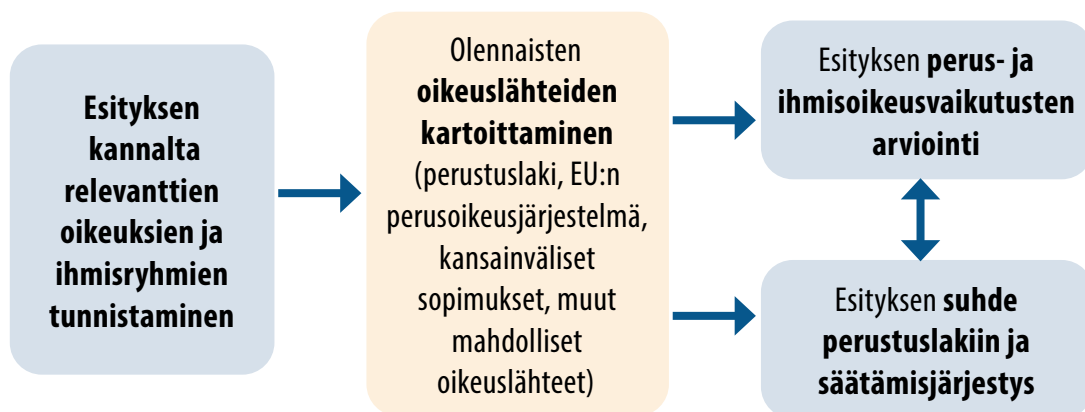 Esityksen
kannalta
relevanttien
oikeuksien ja
ihmisryhmien
tunnistaminen
Olennaisten
oikeuslähteiden
kartoittaminen
(perustuslaki, EU:n
perusoikeusjärjestelmä,
kansainväliset
sopimukset, muut
mahdolliset
oikeuslähteet)
Esityksen perus- ja
ihmisoikeusvaikutusten
arviointi
Esityksen suhde
perustuslakiin ja
säätämisjärjestys